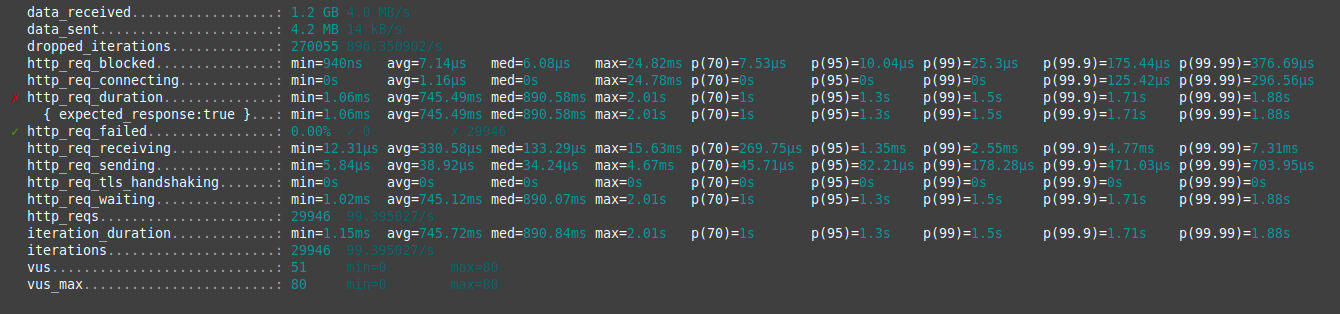 data_received..................: 1.2 GB 4.0 MB/s
data_sent......................: 4.2 MB 14 kB/s
dropped_iterations.............: 270055 896.350902/s
http_req_blocked...............: min=940ns avg=7.14µs med=6.08µs max=24.82ms p(70)=7.53µs p(95)=10.04µs p(99)=25.3µs p(99.9)=175.44µs p(99.99)=376.69µs
http_req_connecting............: min=0s avg=1.16µs med=0s max=24.78ms p(70)=0s p(95)=0s p(99)=0s p(99.9)=125.42µs p(99.99)=296.56µs
✗ http_req_duration..............: min=1.06ms avg=745.49ms med=890.58ms max=2.01s p(70)=1s p(95)=1.3s p(99)=1.5s p(99.9)=1.71s p(99.99)=1.88s
{ expected_response:true }...: min=1.06ms avg=745.49ms med=890.58ms max=2.01s p(70)=1s p(95)=1.3s p(99)=1.5s p(99.9)=1.71s p(99.99)=1.88s
✓ http_req_failed................: 0.00% ✓ 0 ✗ 29946
http_req_receiving.............: min=12.31µs avg=330.58µs med=133.29µs max=15.63ms p(70)=269.75µs p(95)=1.35ms p(99)=2.55ms p(99.9)=4.77ms p(99.99)=7.31ms
http_req_sending...............: min=5.84µs avg=38.92µs med=34.24µs max=4.67ms p(70)=45.71µs p(95)=82.21µs p(99)=178.28µs p(99.9)=471.03µs p(99.99)=703.95µs
http_req_tls_handshaking.......: min=0s avg=0s med=0s max=0s p(70)=0s p(95)=0s p(99)=0s p(99.9)=0s p(99.99)=0s
http_req_waiting...............: min=1.02ms avg=745.12ms med=890.07ms max=2.01s p(70)=1s p(95)=1.3s p(99)=1.5s p(99.9)=1.71s p(99.99)=1.88s
http_reqs......................: 29946 99.395027/s
iteration_duration.............: min=1.15ms avg=745.72ms med=890.84ms max=2.01s p(70)=1s p(95)=1.3s p(99)=1.5s p(99.9)=1.71s p(99.99)=1.88s
iterations.....................: 29946 99.395027/s
vus............................: 51 min=0 max=80
vus_max........................: 80 min=0 max=80